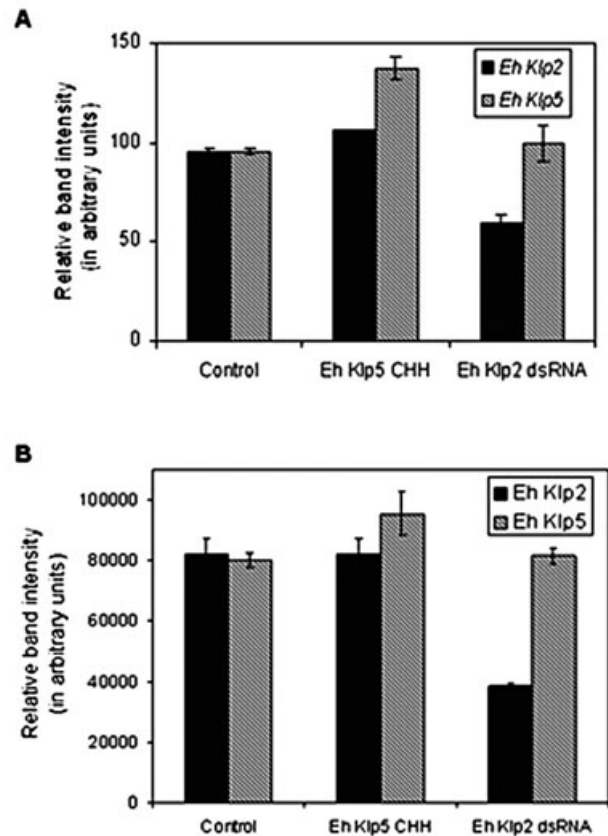 A
Relative band intensity
(in arbitrary units)
150
100
50
0
Eh Klp2
Eh Klp5
Control
Eh Klp5 CHH
Eh Klp2 dsRNA
B
Relative band intensity
(in arbitrary units)
100000
80000
60000
40000
20000
0
Eh Klp2
Eh Klp5
Control
Eh Klp5 CHH
Eh Klp2 dsRNA